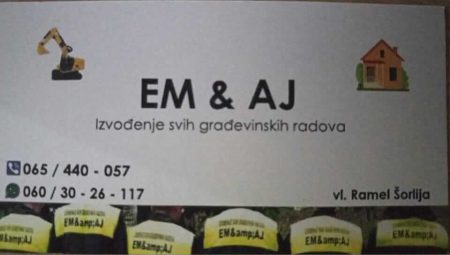 EM & AJ
Izvođenje svih građevinskih radova
065 / 440 - 057
060 / 30 - 26 - 117
vl. Ramel Šorlija
EM&amp;AJ
EM&amp;AJ
EM&amp;AJ
EM&amp;AJ
EM&amp;AJ
EM&amp;AJ